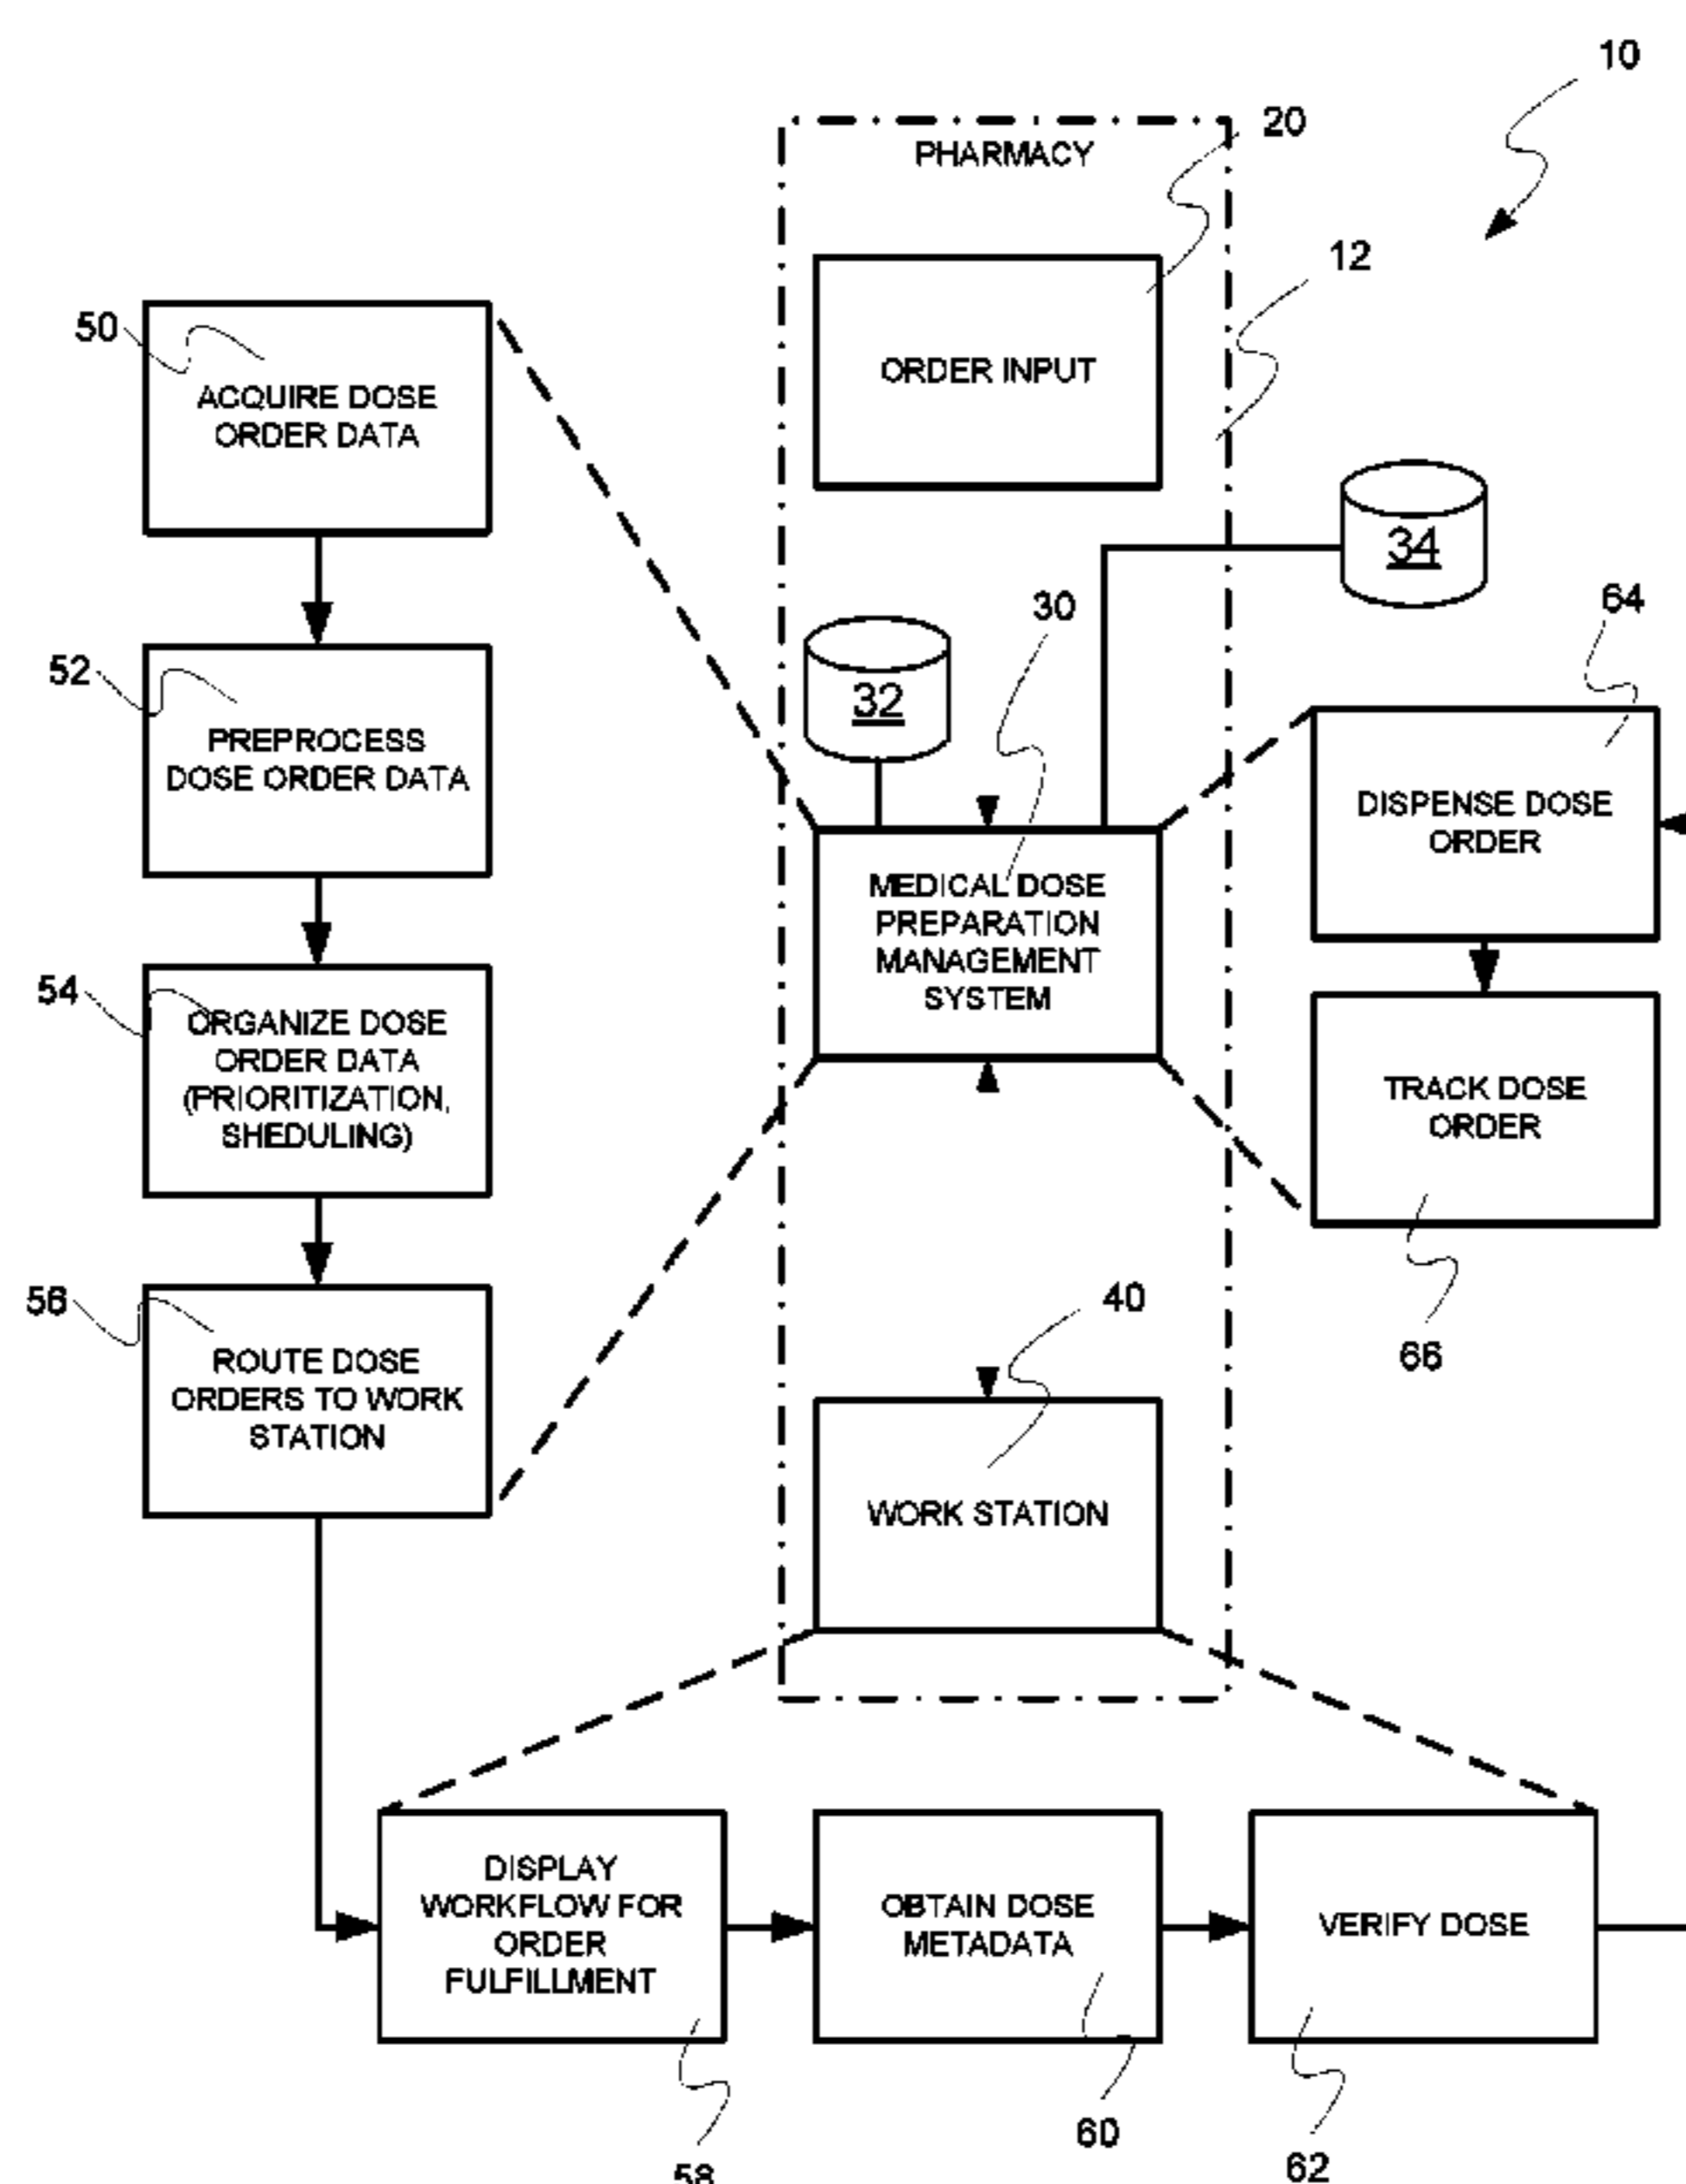 10
20
PHARMACY
12
50
ORDER INPUT
ACQUIRE DOSE
ORDER DATA
34
30
64
52
32
PREPROCESS
DOSE ORDER DATA
DISPENSE DOSE
ORDER
MEDICAL DOSE
PREPARATION
MANAGEMENT
SYSTEM
54
ORGANIZE DOSE
ORDER DATA
(PRIORITIZATION,
SHEDULING)
TRACK DOSE
ORDER
56
40
66
ROUTE DOSE
ORDERS TO WORK
STATION
WORK STATION
DISPLAY
WORKFLOW FOR
ORDER
FULFILLMENT
OBTAIN DOSE
METADATA
VERIFY DOSE
60
62
58